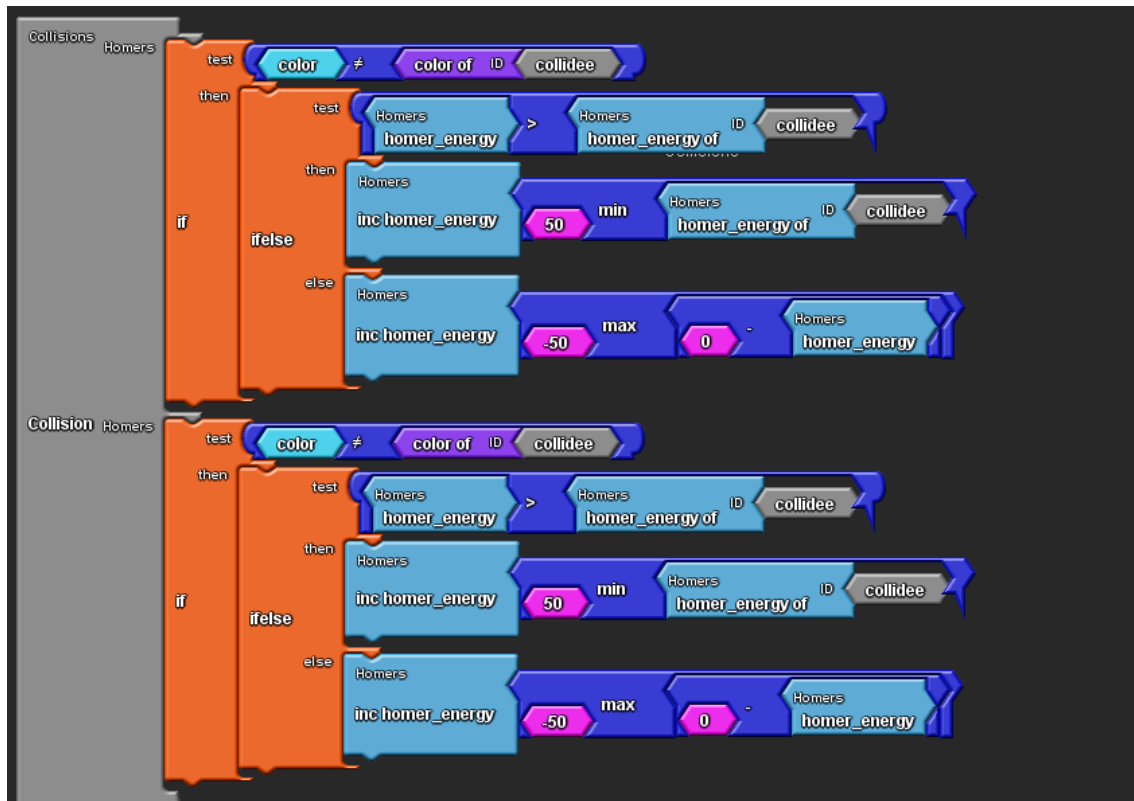 Collisions Homers
test color ≠ color of ID collidee
then test Homers homer_energy > Homers homer_energy of ID collidee
Collisions
then Homers
inc homer_energy 50 min Homers homer_energy of ID collidee
if
ifelse
else Homers
inc homer_energy -50 max 0 - Homers homer_energy
Collision Homers
test color ≠ color of ID collidee
then test Homers homer_energy > Homers homer_energy of ID collidee
then Homers
inc homer_energy 50 min Homers homer_energy of ID collidee
if
ifelse
else Homers
inc homer_energy -50 max 0 - Homers homer_energy